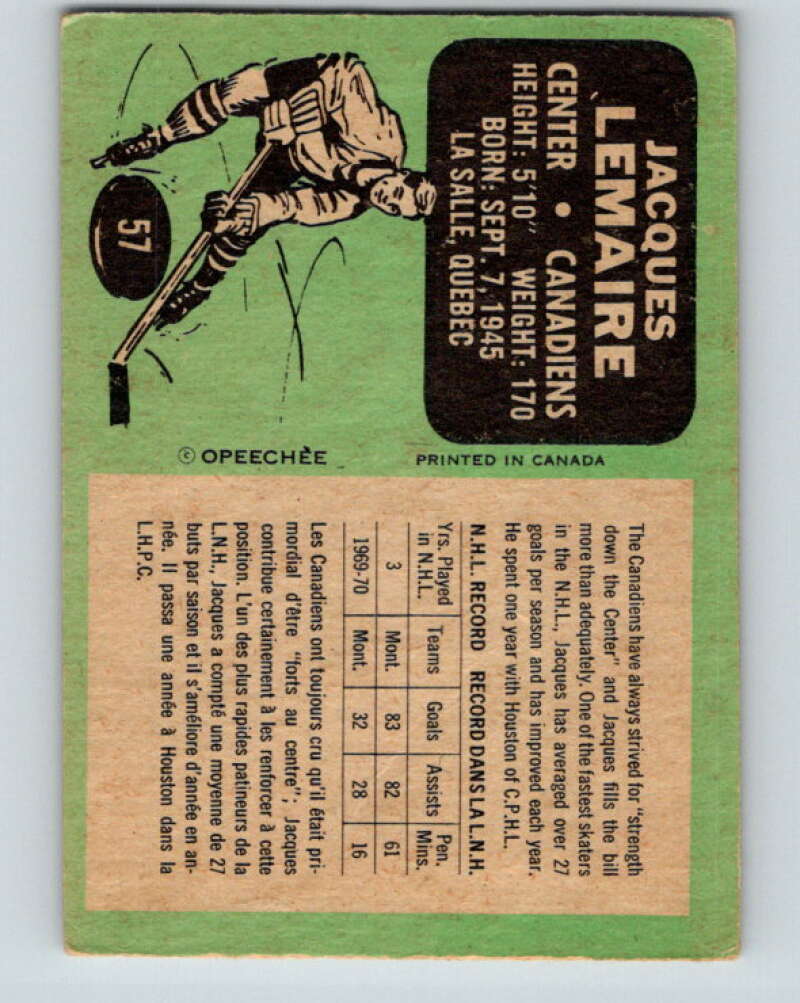 JACQUES
LEMAIRE
CENTER • CANADIENS
HEIGHT: 5'10" WEIGHT: 170
BORN: SEPT. 7, 1945
LA SALLE, QUEBEC
57
© OPEECHÈE
PRINTED IN CANADA
The Canadiens have always strived for "strength
down the Center" and Jacques fills the bill
more than adequately. One of the fastest skaters
in the N.H.L., Jacques has averaged over 27
goals per season and has improved each year.
He spent one year with Houston of C.P.H.L.
N.H.L. RECORD RECORD DANS LA L.N.H.
Yrs. Played in N.H.L. Teams Goals Assists Pen. Mins.
3 Mont. 83 82 61
1969-70 Mont. 32 28 16
Les Canadiens ont toujours cru qu'il était pri-
mordial d'être "forts au centre"; Jacques
contribue certainement à les renforcer à cette
position. L'un des plus rapides patineurs de la
L.N.H., Jacques a compté une moyenne de 27
buts par saison et il s'améliore d'année en an-
née. Il passa une année à Houston dans la
L.H.P.C.